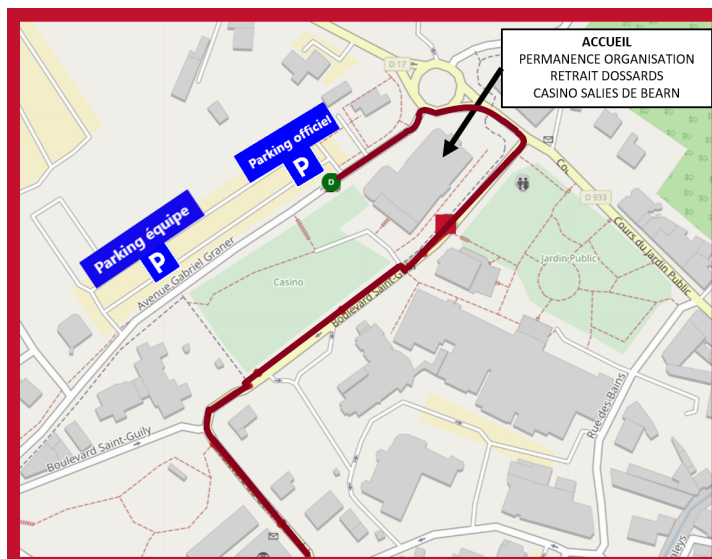 ACCUEIL
PERMANENCE ORGANISATION
RETRAIT DOSSARDS
CASINO SALIES DE BEARN
D 17
Parking officiel
P
D
Parking équipe
P
Avenue Gabriel Graner
Casino
Boulevard Saint-Guily
Jardin Public
D 933
Cours du Jardin Public
Rue des Bains
Boulevard Saint-Guily